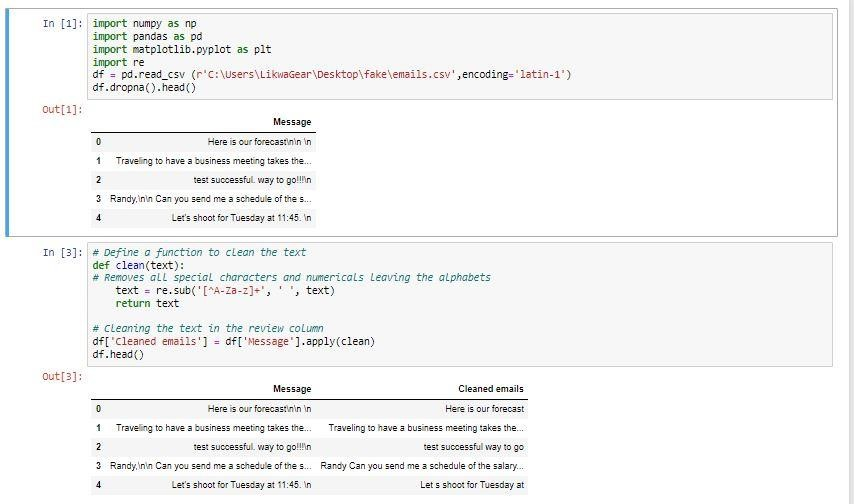 In [1]: import numpy as np
import pandas as pd
import matplotlib.pyplot as plt
import re
df = pd.read_csv (r'C:\Users\LikwaGear\Desktop\fake\emails.csv',encoding='latin-1')
df.dropna().head()
Out[1]:
Message
0 Here is our forecast\n\n \n
1 Traveling to have a business meeting takes the...
2 test successful. way to go!!!\n
3 Randy,\n\n Can you send me a schedule of the s...
4 Let's shoot for Tuesday at 11:45. \n
In [3]: # Define a function to clean the text
def clean(text):
# Removes all special characters and numericals leaving the alphabets
text = re.sub('[^A-Za-z]+', ' ', text)
return text
# Cleaning the text in the review column
df['Cleaned emails'] = df['Message'].apply(clean)
df.head()
Out[3]:
Message Cleaned emails
0 Here is our forecast\n\n \n Here is our forecast
1 Traveling to have a business meeting takes the... Traveling to have a business meeting takes the...
2 test successful. way to go!!!\n test successful way to go
3 Randy,\n\n Can you send me a schedule of the s... Randy Can you send me a schedule of the salary...
4 Let's shoot for Tuesday at 11:45. \n Let s shoot for Tuesday at